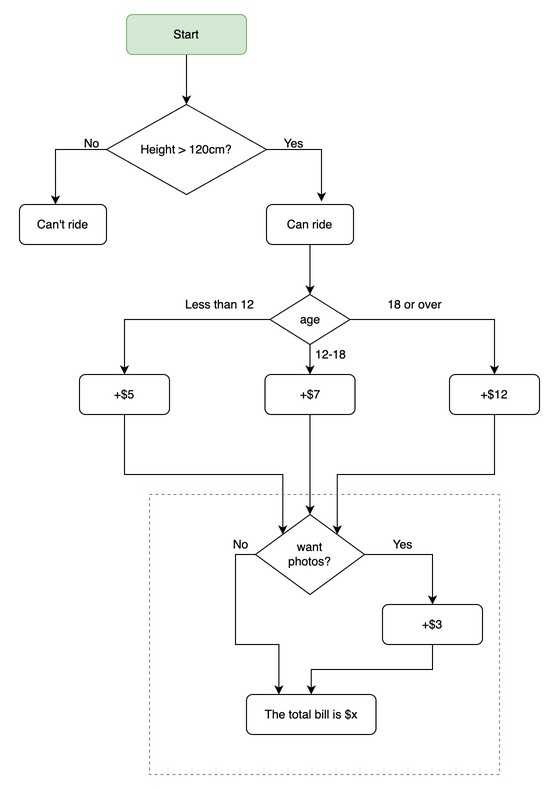 Start
Height > 120cm?
No
Yes
Can't ride
Can ride
age
Less than 12
18 or over
12-18
+$5
+$7
+$12
want
photos?
No
Yes
+$3
The total bill is $x